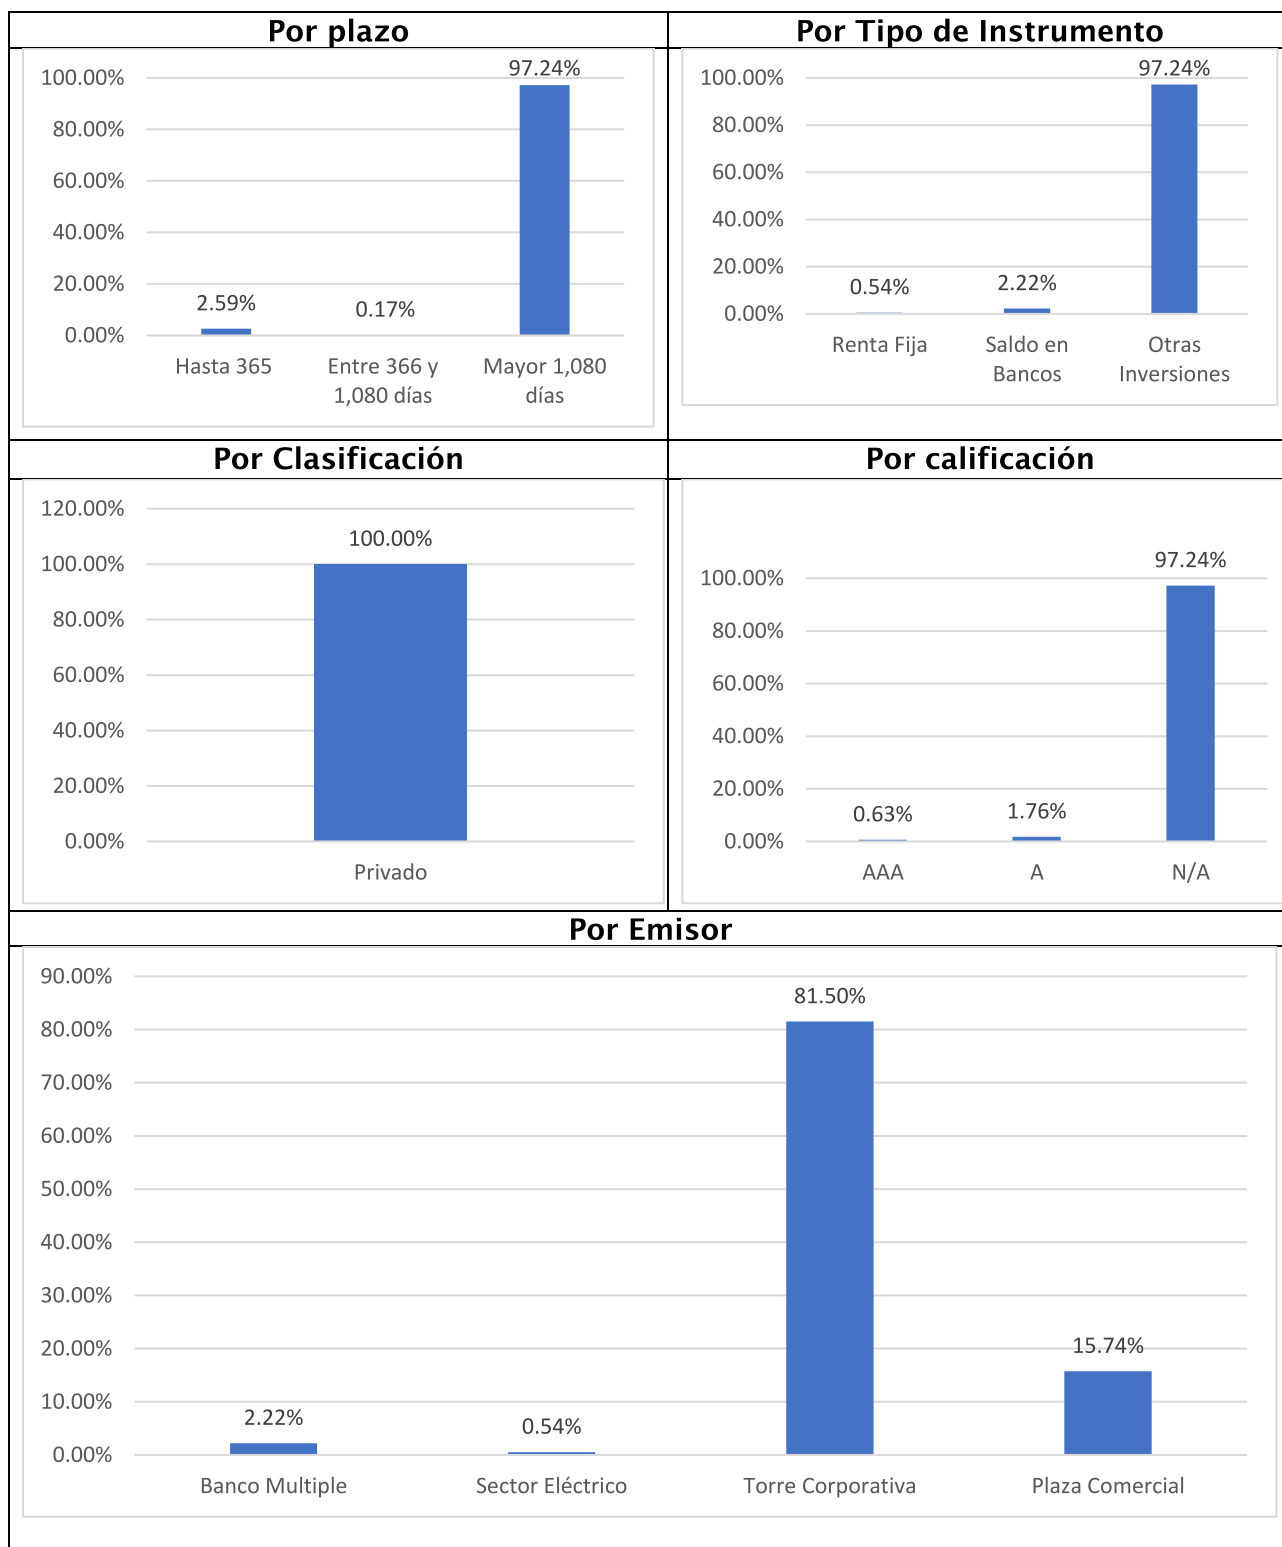 Por plazo
97.24%
100.00%
80.00%
60.00%
40.00%
20.00%
0.00%
2.59%
0.17%
Hasta 365
Entre 366 y
1,080 días
Mayor 1,080
días
Por Tipo de Instrumento
97.24%
100.00%
80.00%
60.00%
40.00%
20.00%
0.00%
0.54%
2.22%
Renta Fija
Saldo en
Bancos
Otras
Inversiones
Por Clasificación
120.00%
100.00%
100.00%
80.00%
60.00%
40.00%
20.00%
0.00%
Privado
Por calificación
97.24%
100.00%
80.00%
60.00%
40.00%
20.00%
0.00%
0.63%
1.76%
AAA
A
N/A
Por Emisor
90.00%
80.00%
70.00%
60.00%
50.00%
40.00%
30.00%
20.00%
10.00%
0.00%
2.22%
0.54%
81.50%
15.74%
Banco Multiple
Sector Eléctrico
Torre Corporativa
Plaza Comercial